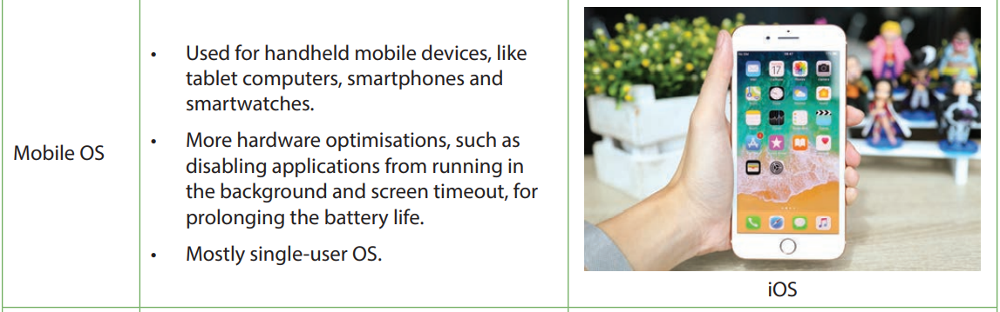 Mobile OS
• Used for handheld mobile devices, like
tablet computers, smartphones and
smartwatches.
• More hardware optimisations, such as
disabling applications from running in
the background and screen timeout, for
prolonging the battery life.
• Mostly single-user OS.
17
iOS